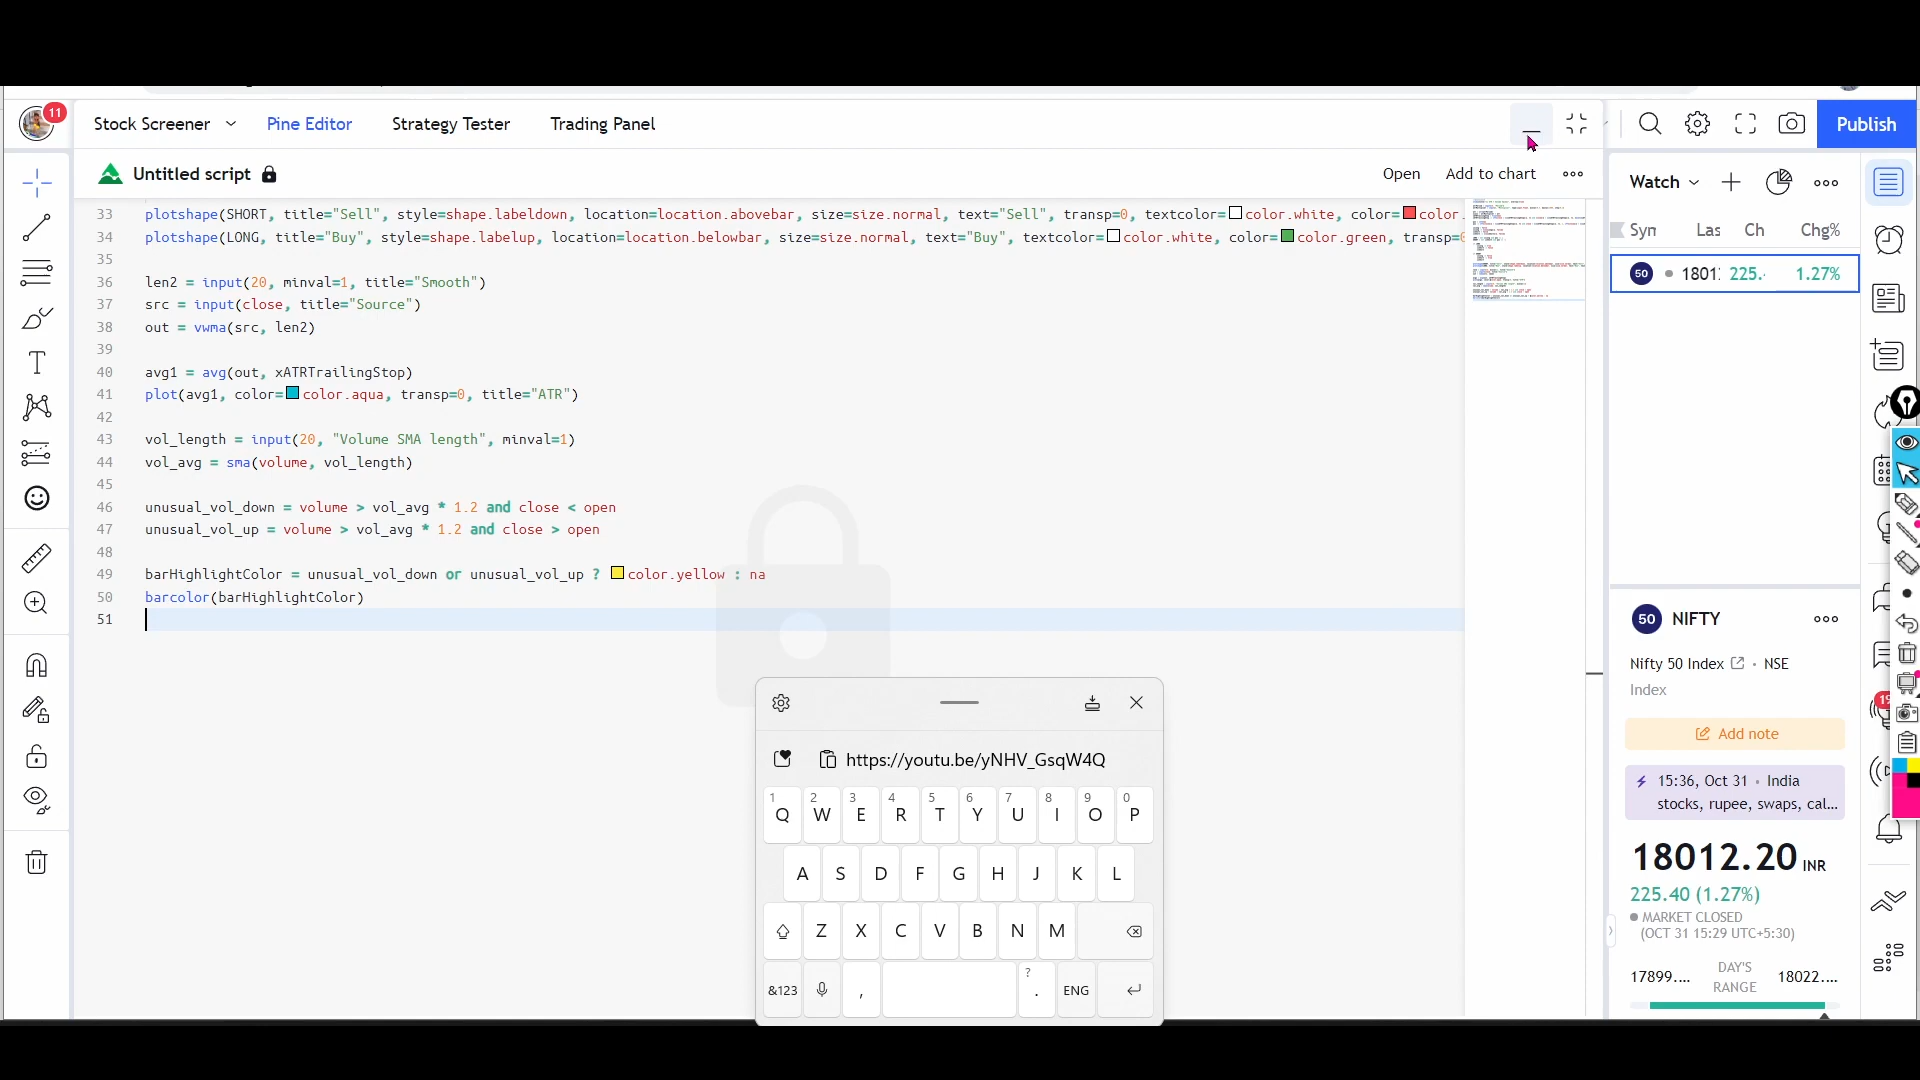 11
Stock Screener
Pine Editor
Strategy Tester
Trading Panel
Publish
Untitled script
Open
Add to chart
Watch
33 plotshape(SHORT, title="Sell", style=shape.labeldown, location=location.abovebar, size=size.normal, text="Sell", transp=0, textcolor=color.white, color=color.
34 plotshape(LONG, title="Buy", style=shape.labelup, location=location.belowbar, size=size.normal, text="Buy", textcolor=color.white, color=color.green, transp=0
35
36 len2 = input(20, minval=1, title="Smooth")
37 src = input(close, title="Source")
38 out = vwma(src, len2)
39
40 avg1 = avg(out, xATRTrailingStop)
41 plot(avg1, color=color.aqua, transp=0, title="ATR")
42
43 vol_length = input(20, "Volume SMA length", minval=1)
44 vol_avg = sma(volume, vol_length)
45
46 unusual_vol_down = volume > vol_avg * 1.2 and close < open
47 unusual_vol_up = volume > vol_avg * 1.2 and close > open
48
49 barHighlightColor = unusual_vol_down or unusual_vol_up ? color.yellow : na
50 barcolor(barHighlightColor)
51
Syn Las Ch Chg%
50 1801 225. 1.27%
50 NIFTY
Nifty 50 Index · NSE
Index
Add note
15:36, Oct 31 · India
stocks, rupee, swaps, cal...
18012.20 INR
225.40 (1.27%)
MARKET CLOSED
(OCT 31 15:29 UTC+5:30)
17899.... DAY'S RANGE 18022....
https://youtu.be/yNHV_GsqW4Q
1 2 3 4 5 6 7 8 9 0
Q W E R T Y U I O P
A S D F G H J K L
Z X C V B N M
&123 , ? . ENG